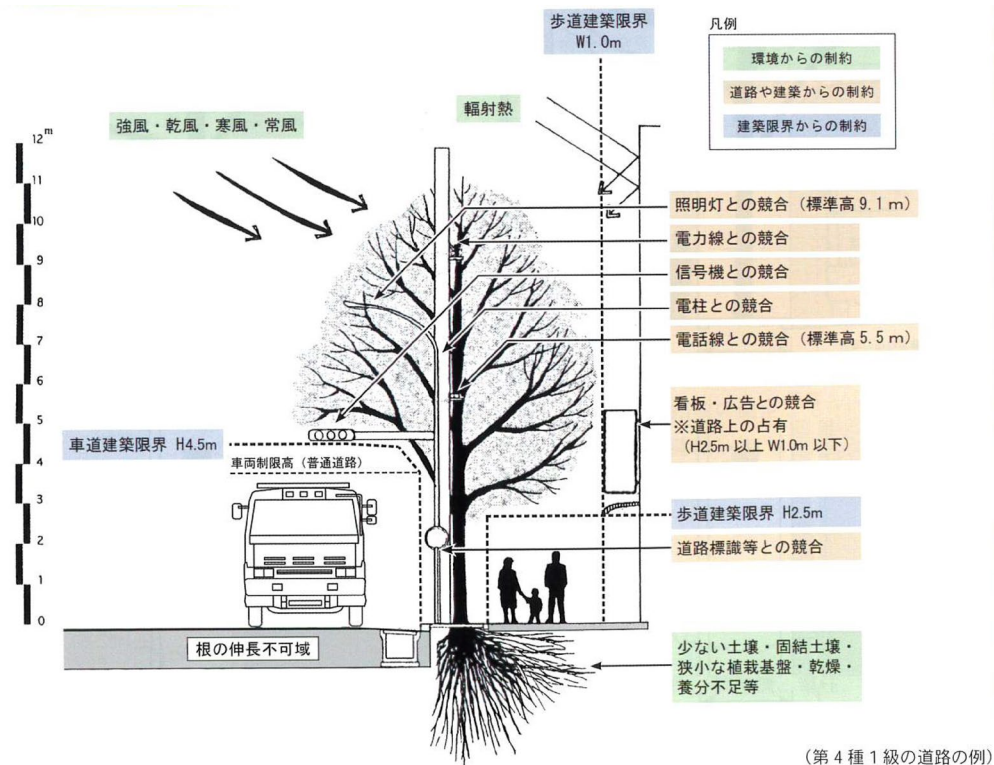 歩道建築限界
W1.0m
凡例
環境からの制約
道路や建築からの制約
建築限界からの制約
強風・乾風・寒風・常風
輻射熱
12m
11
10
9
8
7
6
5
4
3
2
1
0
照明灯との競合（標準高9.1m）
電力線との競合
信号機との競合
電柱との競合
電話線との競合（標準高5.5m）
看板・広告との競合
※道路上の占有
（H2.5m以上W1.0m以下）
車道建築限界 H4.5m
車両制限高（普通道路）
歩道建築限界 H2.5m
道路標識等との競合
根の伸長不可域
少ない土壌・固結土壌・
狭小な植栽基盤・乾燥・
養分不足等
（第4種1級の道路の例）